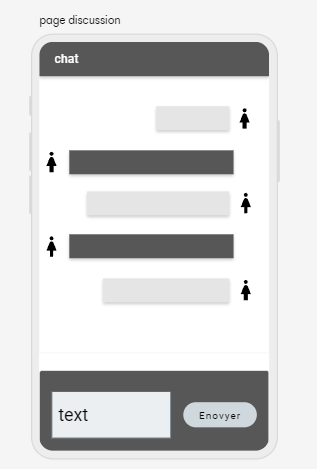 page discussion
chat
text
Enovyer